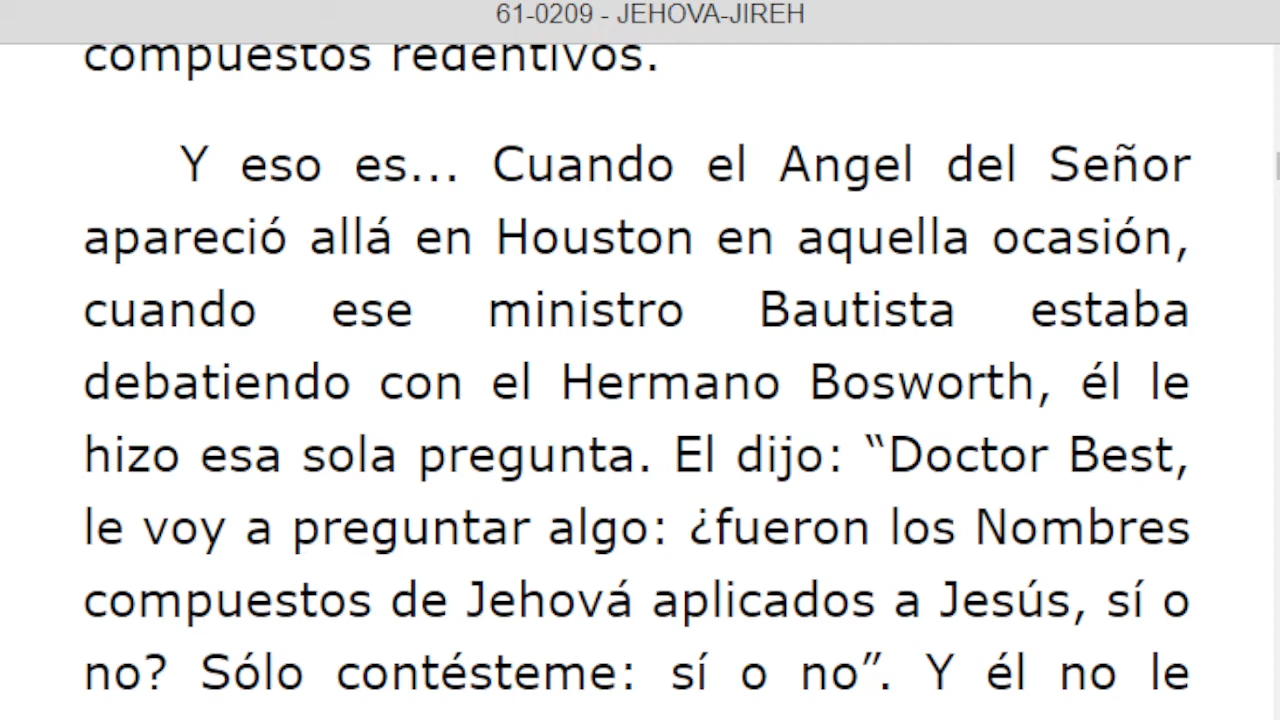 61-0209 - JEHOVA-JIREH
compuestos redentivos.
Y eso es... Cuando el Angel del Señor
apareció allá en Houston en aquella ocasión,
cuando ese ministro Bautista estaba
debatiendo con el Hermano Bosworth, él le
hizo esa sola pregunta. El dijo: “Doctor Best,
le voy a preguntar algo: ¿fueron los Nombres
compuestos de Jehová aplicados a Jesús, sí o
no? Sólo contésteme: sí o no”. Y él no le